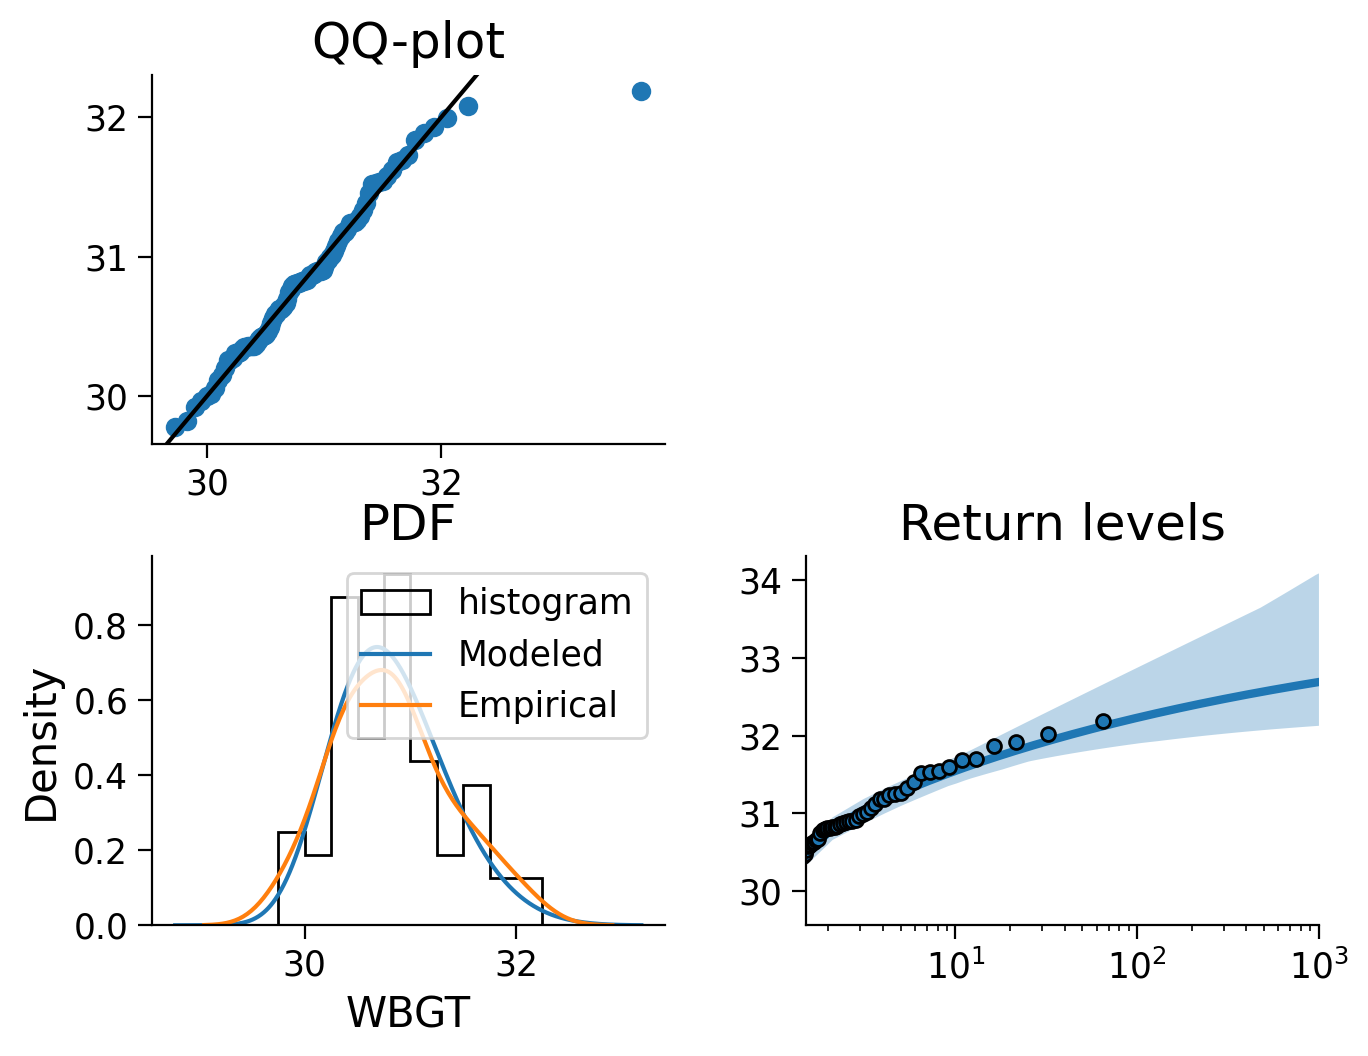 QQ-plot
32
31
30
30 32
PDF
Density
0.8
0.6
0.4
0.2
0.0
histogram
Modeled
Empirical
30 32
WBGT
Return levels
34
33
32
31
30
10¹ 10² 10³